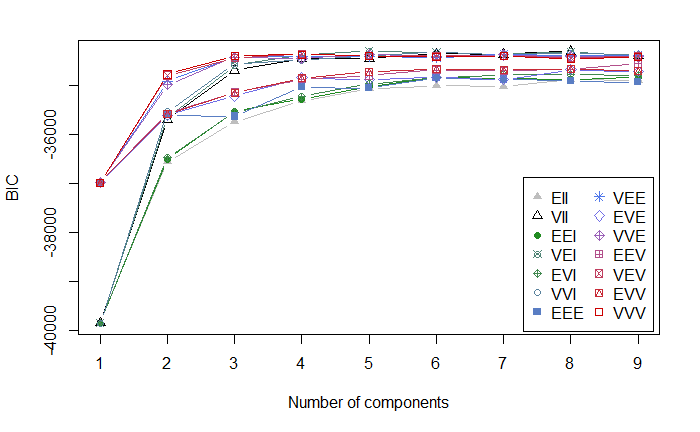 BIC
-36000
-38000
-40000
1 2 3 4 5 6 7 8 9
Number of components
EII
VII
EEI
VEI
EVI
VVI
EEE
VEE
EVE
VVE
EEV
VEV
EVV
VVV